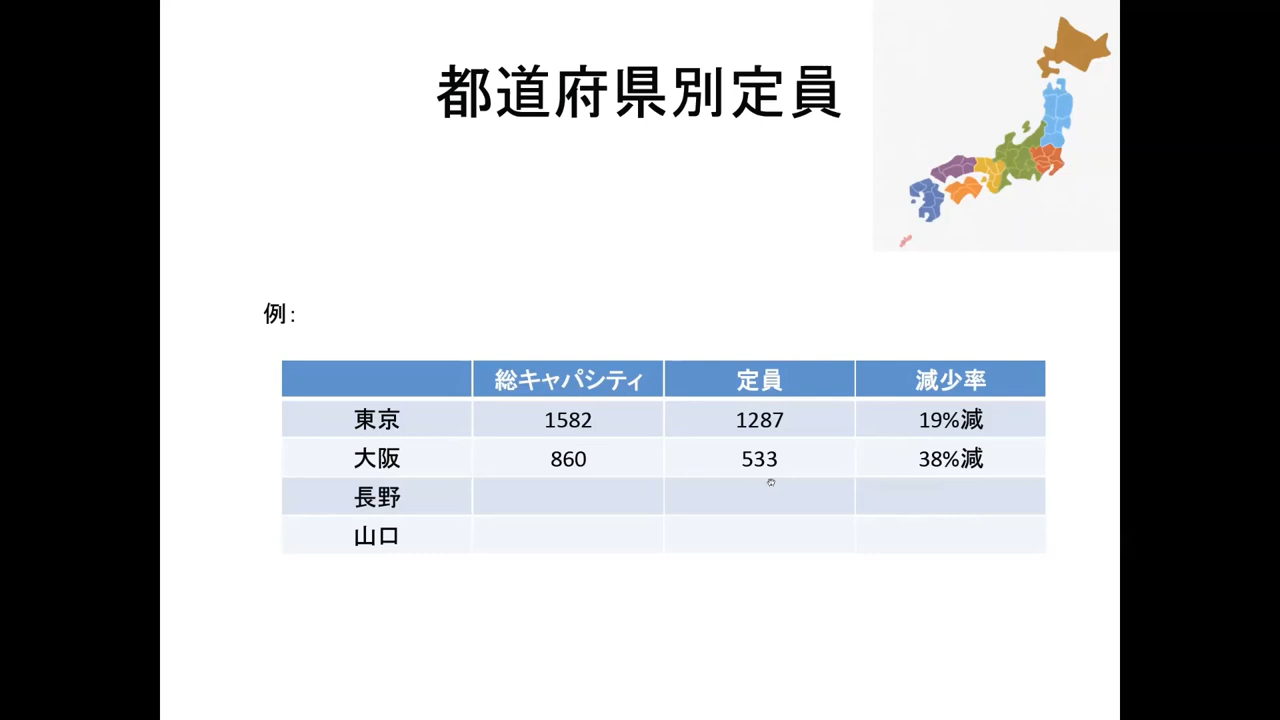 都道府県別定員
例：
総キャパシティ 定員 減少率
東京 1582 1287 19%減
大阪 860 533 38%減
長野
山口